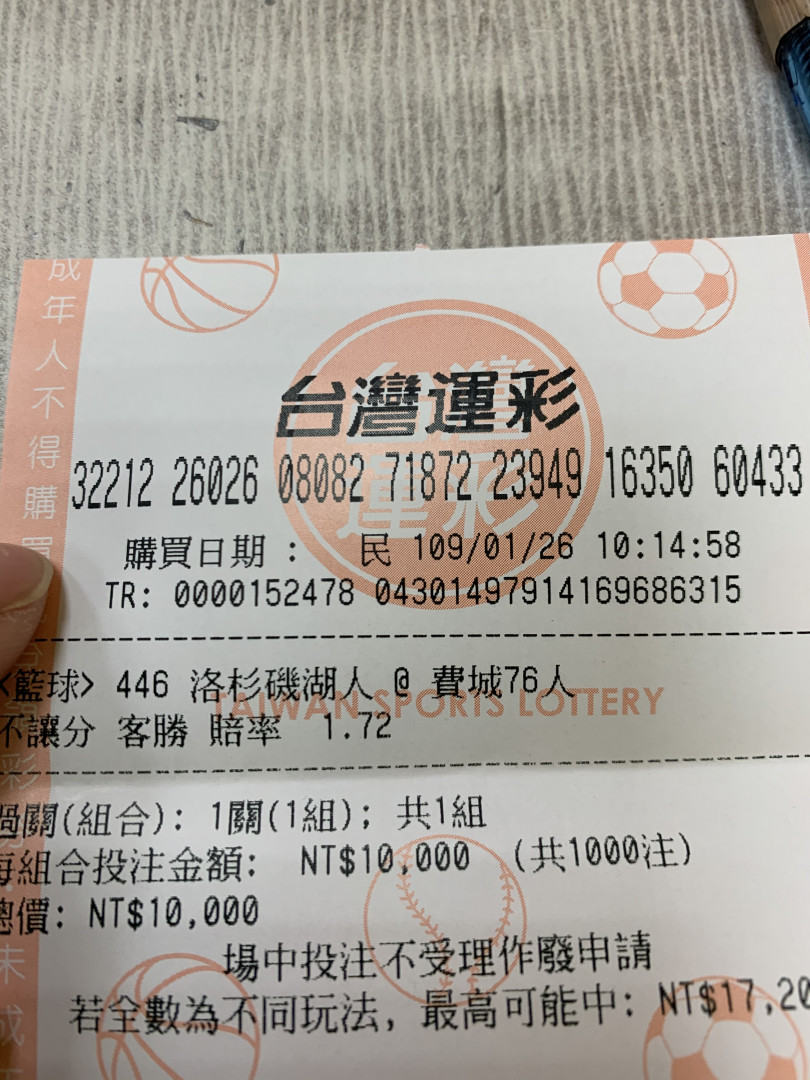 台灣運彩
32212 26026 08082 71872 23949 16350 60433
購買日期： 民 109/01/26 10:14:58
TR: 0000152478 04301497914169686315
<籃球> 446 洛杉磯湖人 @ 費城76人
不讓分 客勝 賠率 1.72
TAIWAN SPORTS LOTTERY
過關(組合): 1關(1組); 共1組
每組合投注金額: NT$10,000 (共1000注)
總價: NT$10,000
場中投注不受理作廢申請
若全數為不同玩法, 最高可能中: NT$17,20
成年人不得購買
未成